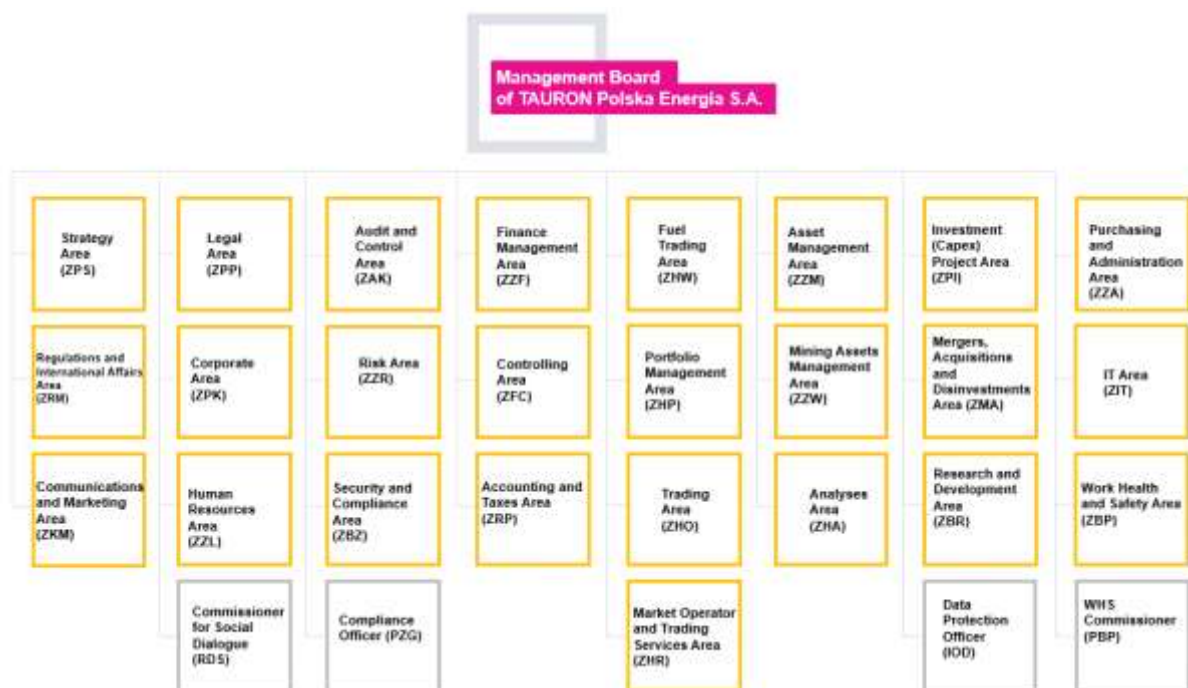 Management Board
of TAURON Polska Energia S.A.
Strategy
Area
(ZPS)
Legal
Area
(ZPP)
Audit and
Control
Area
(ZAK)
Finance
Management
Area
(ZZF)
Fuel
Trading
Area
(ZHW)
Asset
Management
Area
(ZZM)
Investment
(Capex)
Project Area
(ZPI)
Purchasing
and
Administration
Area
(ZZA)
Regulations and
International Affairs
Area
(ZRM)
Corporate
Area
(ZPK)
Risk Area
(ZZR)
Controlling
Area
(ZFC)
Portfolio
Management
Area
(ZHP)
Mining Assets
Management
Area
(ZZW)
Mergers,
Acquisitions
and
Disinvestments
Area (ZMA)
IT Area
(ZIT)
Communications
and Marketing
Area
(ZKM)
Human
Resources
Area
(ZZL)
Security and
Compliance
Area
(ZBZ)
Accounting and
Taxes Area
(ZRP)
Trading
Area
(ZHO)
Analyses
Area
(ZHA)
Research and
Development
Area
(ZBR)
Work Health
and Safety Area
(ZBP)
Commissioner
for Social
Dialogue
(RDS)
Compliance
Officer (PZG)
Market Operator
and Trading
Services Area
(ZHR)
Data
Protection
Officer
(IOD)
WHS
Commissioner
(PBP)